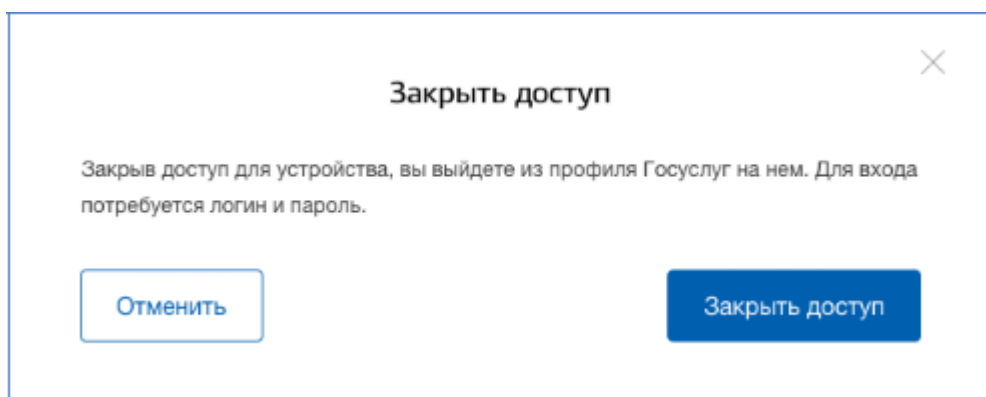 Закрыть доступ
Закрыв доступ для устройства, вы выйдете из профиля Госуслуг на нем. Для входа
потребуется логин и пароль.
Отменить
Закрыть доступ